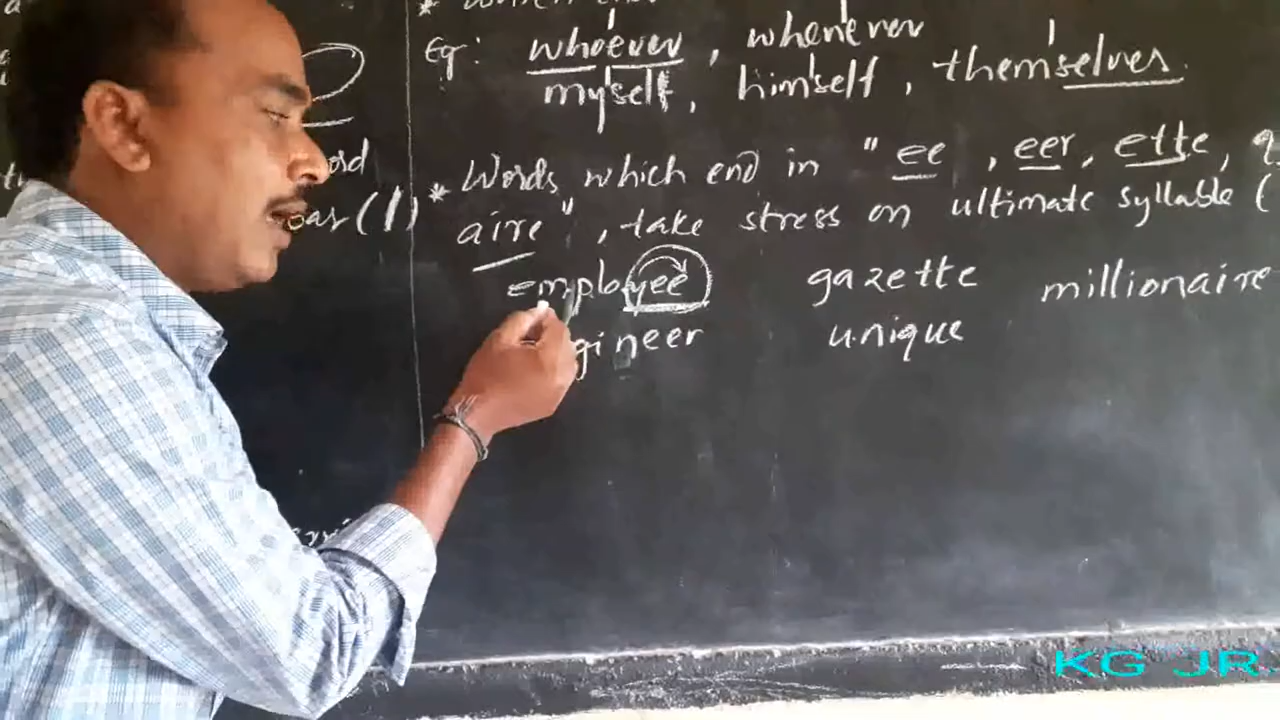 Eg: whoever, whenever
myself, himself, themselves
* Words which end in "ee, eer, ette, q
aire", take stress on ultimate syllable (
employee gazette millionaire
gineer unique
KG JR.